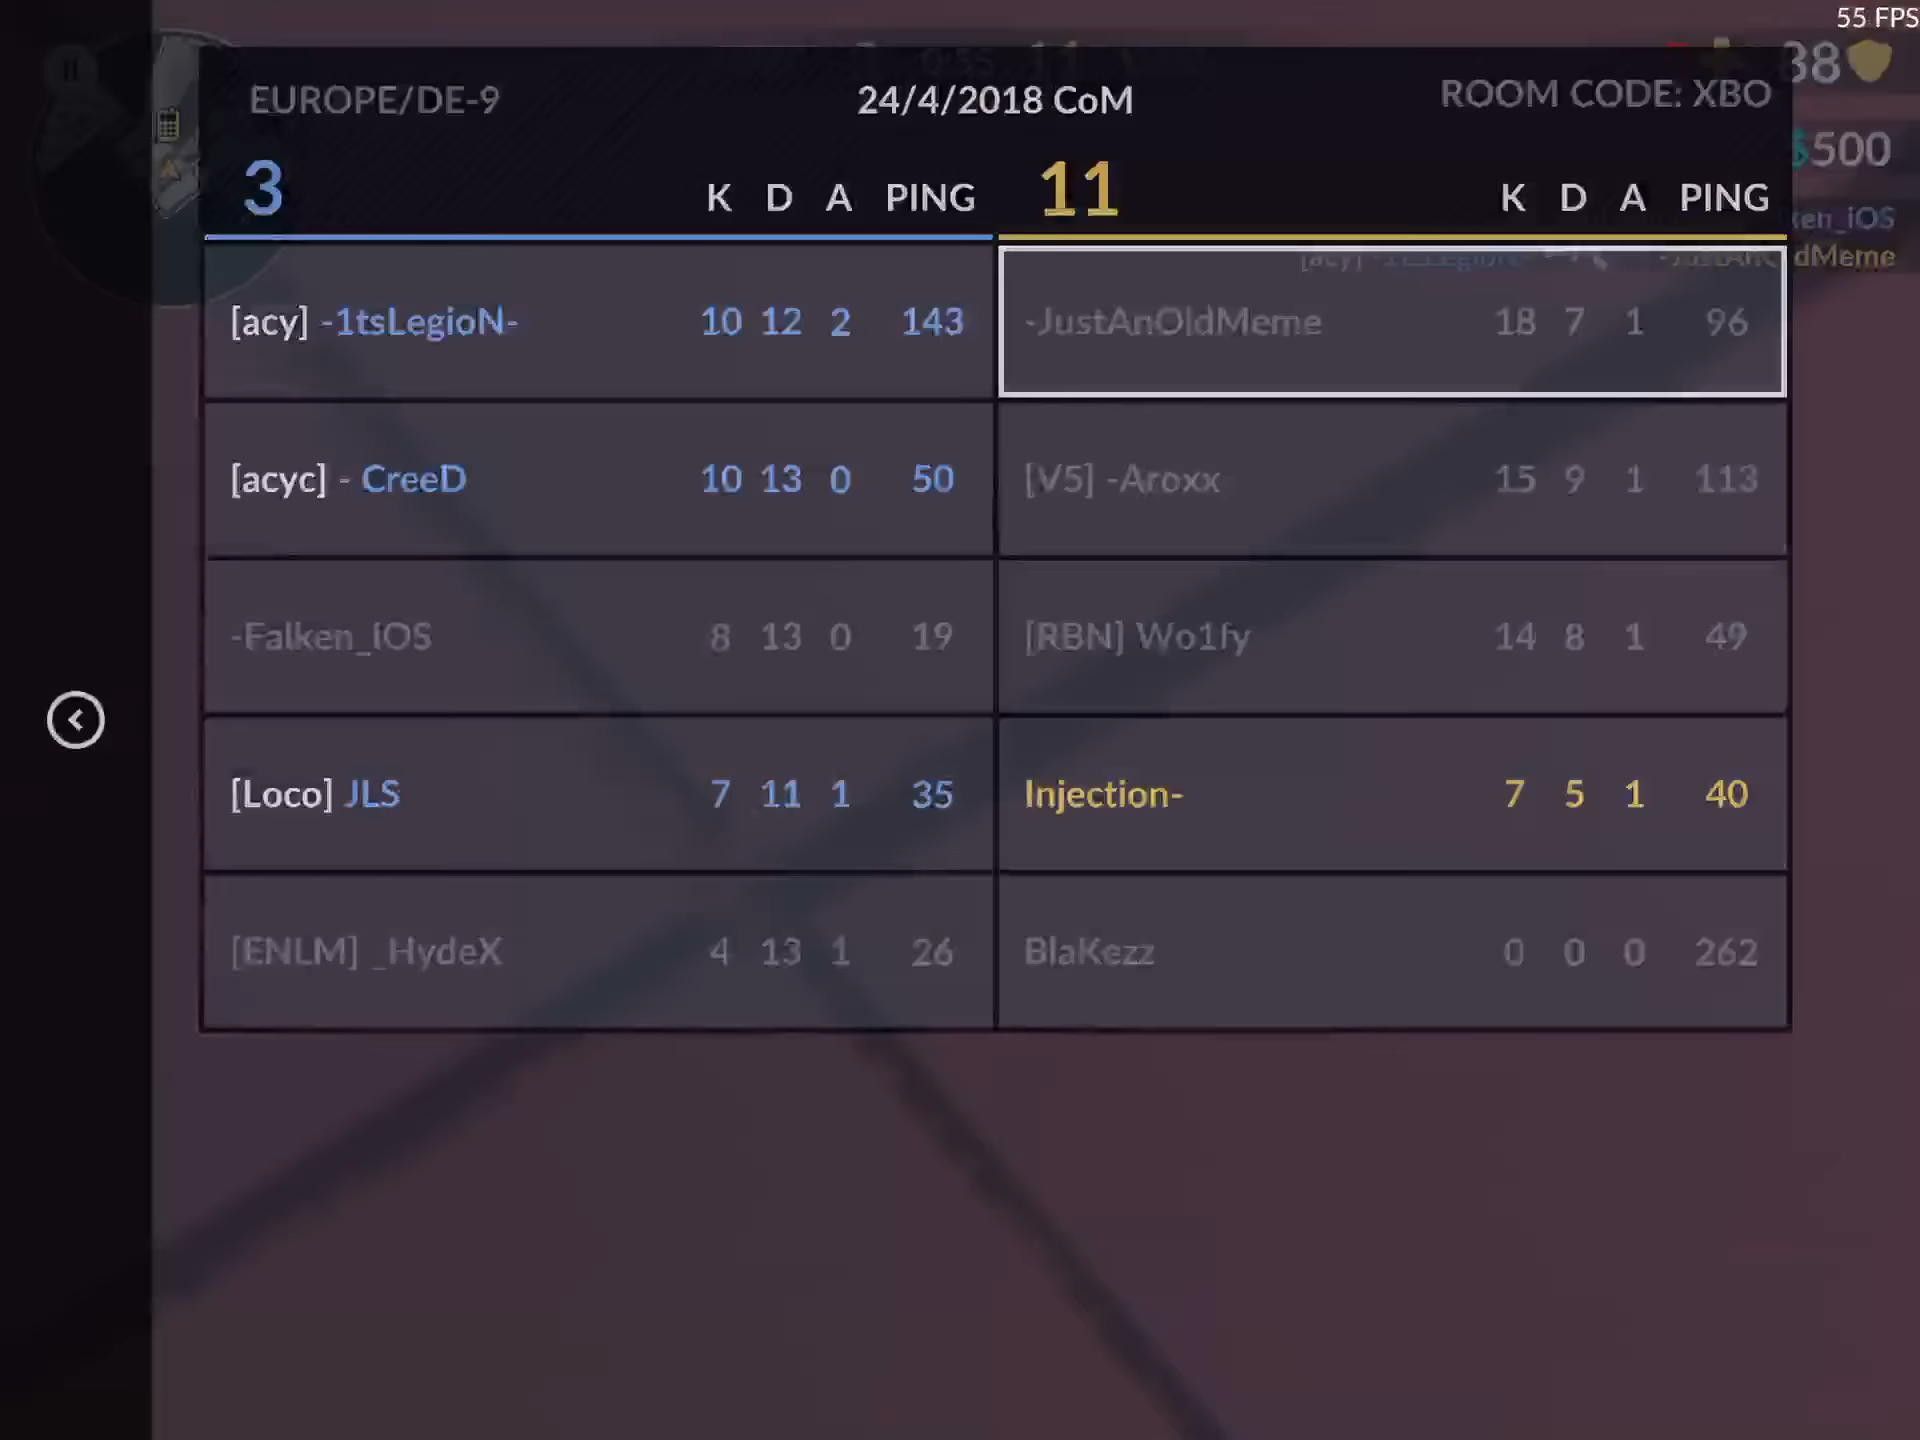 55 FPS
EUROPE/DE-9 24/4/2018 CoM ROOM CODE: XBO 38
$500
3 K D A PING 11 K D A PING
ken_iOS
dMeme
[acy] -1tsLegioN- 10 12 2 143 -JustAnOldMeme 18 7 1 96
[acyc] - CreeD 10 13 0 50 [V5] -Aroxx 15 9 1 113
-Falken_iOS 8 13 0 19 [RBN] Wo1fy 14 8 1 49
[Loco] JLS 7 11 1 35 Injection- 7 5 1 40
[ENLM] _HydeX 4 13 1 26 BlaKezz 0 0 0 262